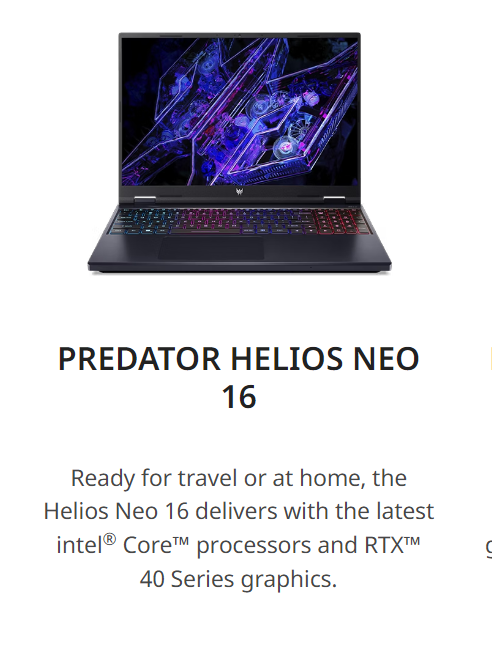 PREDATOR HELIOS NEO
16
Ready for travel or at home, the
Helios Neo 16 delivers with the latest
intel® Core™ processors and RTX™
40 Series graphics.